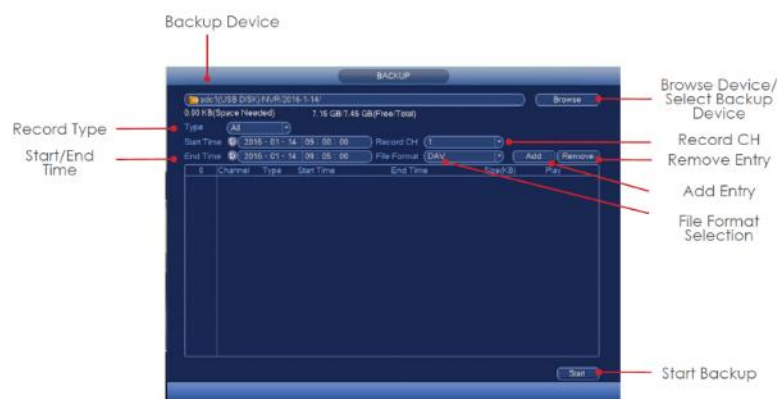 Backup Device
BACKUP
sdc1(USB DISK)/NVR/2016-1-14/
Browse
0.00 KB(Space Needed)
7.16 GB/7.45 GB(Free/Total)
Type
All
Start Time
2016 - 01 - 14
09 : 00 : 00
Record CH
1
End Time
2016 - 01 - 14
09 : 05 : 00
File Format
DAV
Add
Remove
0
Channel
Type
Start Time
End Time
Size(KB)
Play
Start
Record Type
Start/End
Time
Browse Device/
Select Backup
Device
Record CH
Remove Entry
Add Entry
File Format
Selection
Start Backup